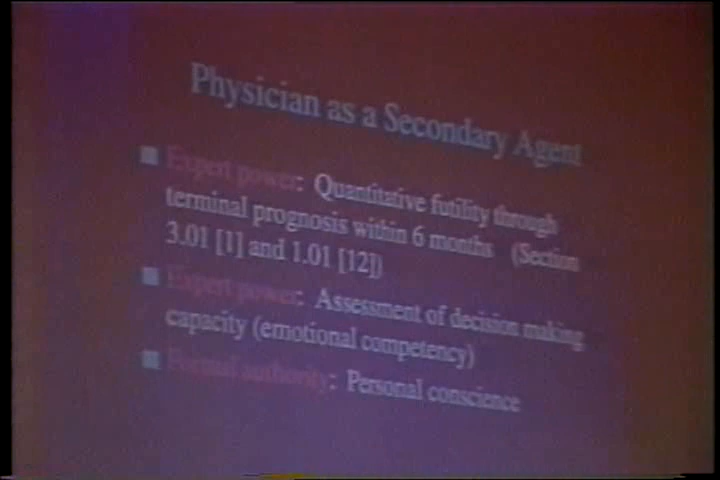 Physician as a Secondary Agent
Expert power: Quantitative futility through
terminal prognosis within 6 months (Section
3.01 [1] and 1.01 [12])
Expert power: Assessment of decision making
capacity (emotional competency)
Formal authority: Personal conscience